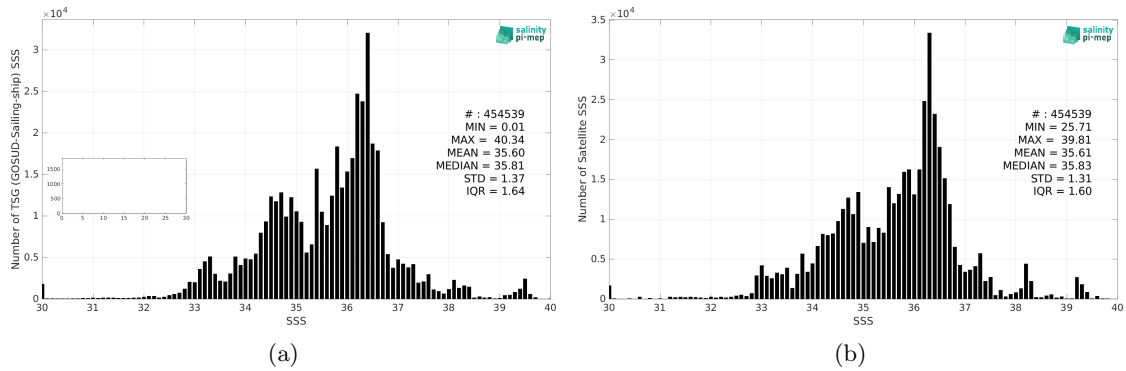 ×10⁴
3
2.5
2
1.5
1
0.5
0
30 31 32 33 34 35 36 37 38 39 40
SSS
Number of TSG (GOSUD-Sailing-ship) SSS
salinity
pi-mep
# : 454539
MIN = 0.01
MAX = 40.34
MEAN = 35.60
MEDIAN = 35.81
STD = 1.37
IQR = 1.64
1500
1000
500
0
0 5 10 15 20 25 30
(a)
×10⁴
3.5
3
2.5
2
1.5
1
0.5
0
30 31 32 33 34 35 36 37 38 39 40
SSS
Number of Satellite SSS
salinity
pi-mep
# : 454539
MIN = 25.71
MAX = 39.81
MEAN = 35.61
MEDIAN = 35.83
STD = 1.31
IQR = 1.60
(b)